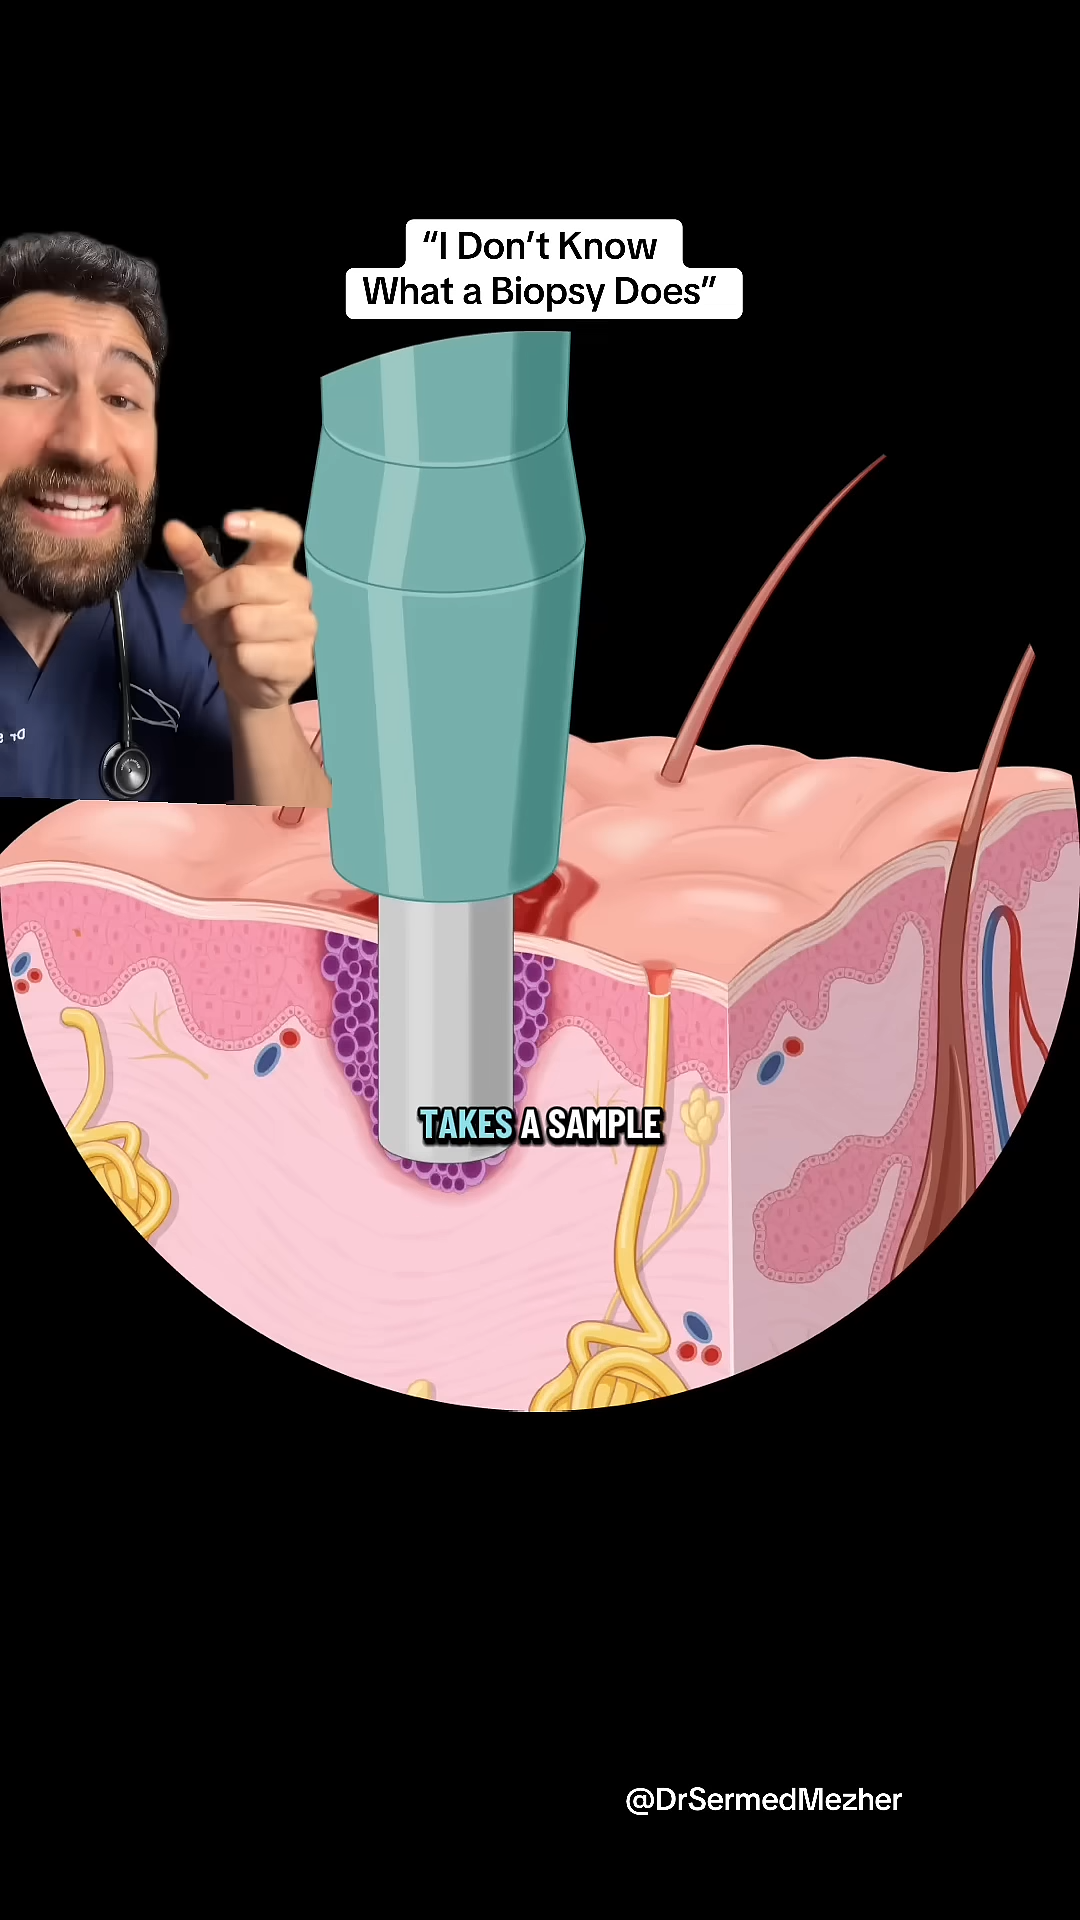 “I Don’t Know
What a Biopsy Does”
TAKES A SAMPLE
@DrSermedMezher